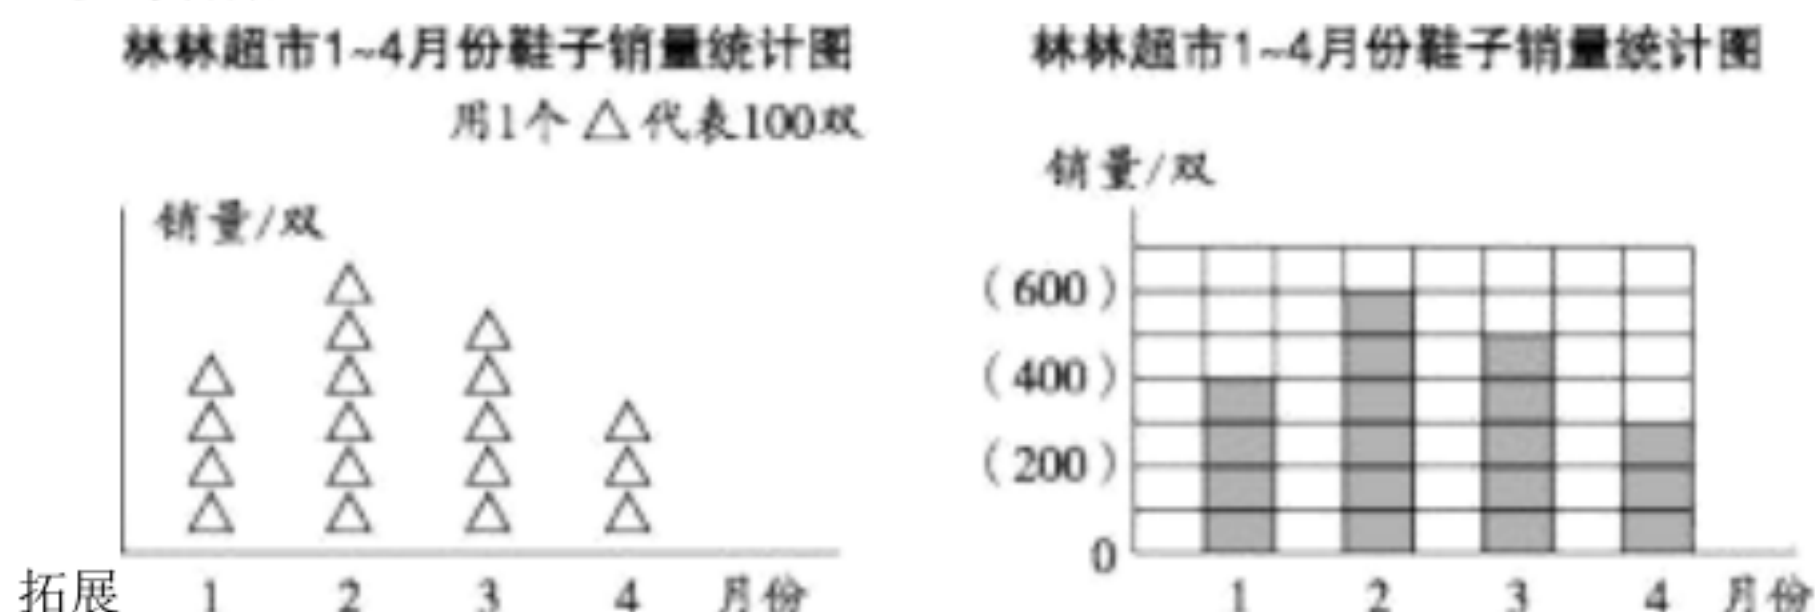 林林超市1~4月份鞋子销量统计图
用1个△代表100双
销量/双
1 2 3 4 月份
拓展
林林超市1~4月份鞋子销量统计图
销量/双
(600)
(400)
(200)
0
1 2 3 4 月份